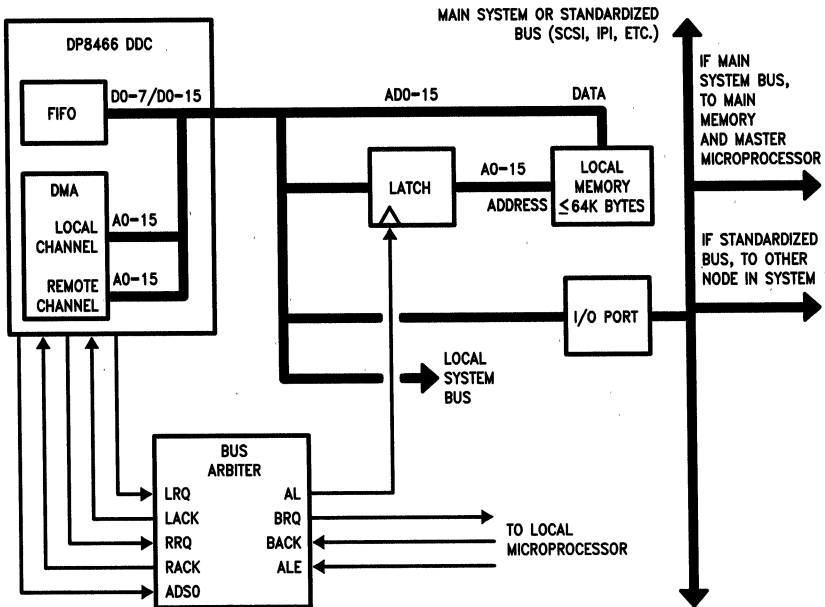 MAIN SYSTEM OR STANDARDIZED
BUS (SCSI, IPI, ETC.)
DP8466 DDC
FIFO
D0-7/D0-15
AD0-15
DATA
IF MAIN
SYSTEM BUS,
TO MAIN
MEMORY
AND MASTER
MICROPROCESSOR
DMA
LOCAL
CHANNEL
A0-15
REMOTE
CHANNEL
A0-15
LATCH
A0-15
ADDRESS
LOCAL
MEMORY
≤64K BYTES
IF STANDARDIZED
BUS, TO OTHER
NODE IN SYSTEM
I/O PORT
LOCAL
SYSTEM
BUS
BUS
ARBITER
LRQ
LACK
RRQ
RACK
ADS0
AL
BRQ
BACK
ALE
TO LOCAL
MICROPROCESSOR